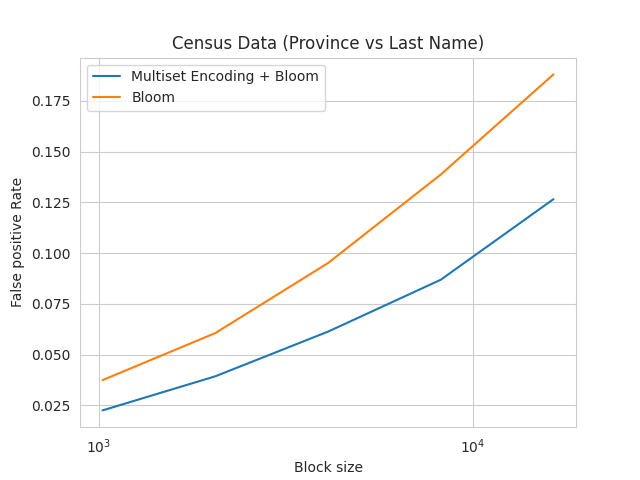 Census Data (Province vs Last Name)
Multiset Encoding + Bloom
Bloom
False positive Rate
0.175
0.150
0.125
0.100
0.075
0.050
0.025
10³
10⁴
Block size